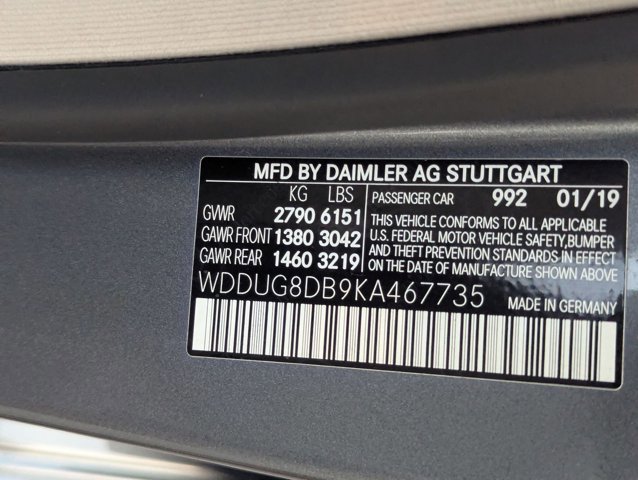 MFD BY DAIMLER AG STUTTGART
KG LBS
GVWR 2790 6151
GAWR FRONT 1380 3042
GAWR REAR 1460 3219
PASSENGER CAR 992 01/19
THIS VEHICLE CONFORMS TO ALL APPLICABLE
U.S. FEDERAL MOTOR VEHICLE SAFETY,BUMPER
AND THEFT PREVENTION STANDARDS IN EFFECT
ON THE DATE OF MANUFACTURE SHOWN ABOVE.
WDDUG8DB9KA467735
MADE IN GERMANY